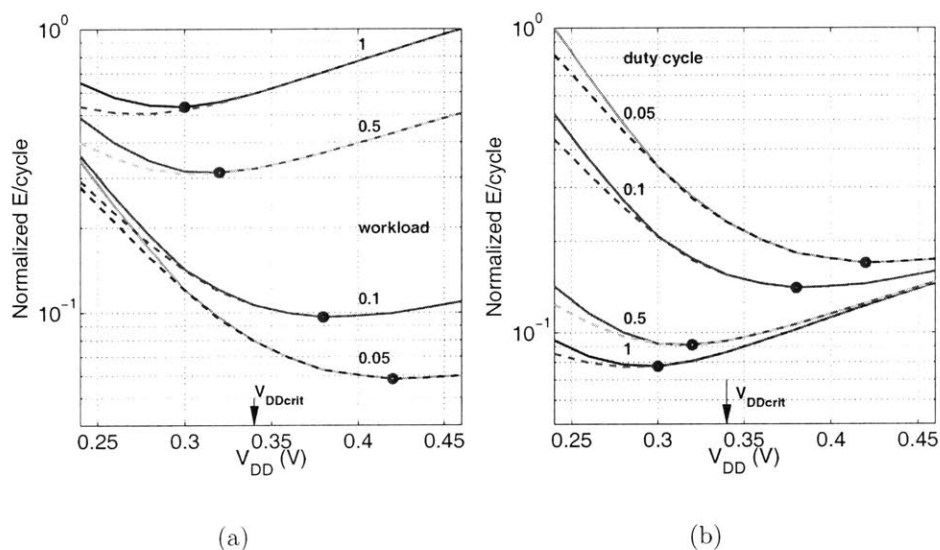 10^0
1
0.5
workload
0.1
0.05
V_DDcrit
10^-1
Normalized E/cycle
0.25 0.3 0.35 0.4 0.45
V_DD (V)
(a)
10^0
duty cycle
0.05
0.1
0.5
1
V_DDcrit
10^-1
Normalized E/cycle
0.25 0.3 0.35 0.4 0.45
V_DD (V)
(b)